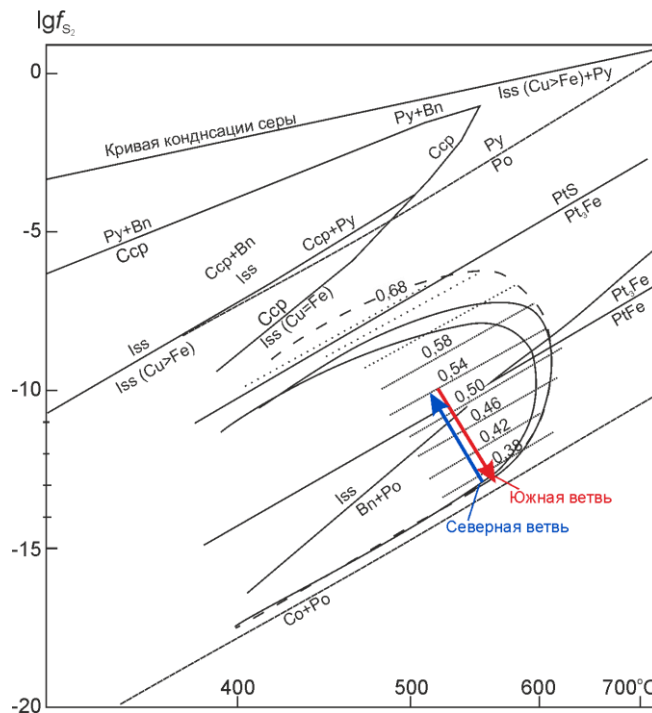 lgf S₂
0
-5
-10
-15
-20
400
500
600
700°C
Кривая конднсации серы
Iss (Cu>Fe)+Py
Py+Bn
Ccp
Py
Po
Py+Bn
Ccp
Ccp+Bn
Iss
Ccp+Py
PtS
Pt₃Fe
Ccp
Iss (Cu=Fe)
Iss
Iss (Cu>Fe)
0,68
0,58
0,54
0,50
0,46
0,42
0,38
Pt₃Fe
PtFe
Iss
Bn+Po
Южная ветвь
Северная ветвь
Co+Po